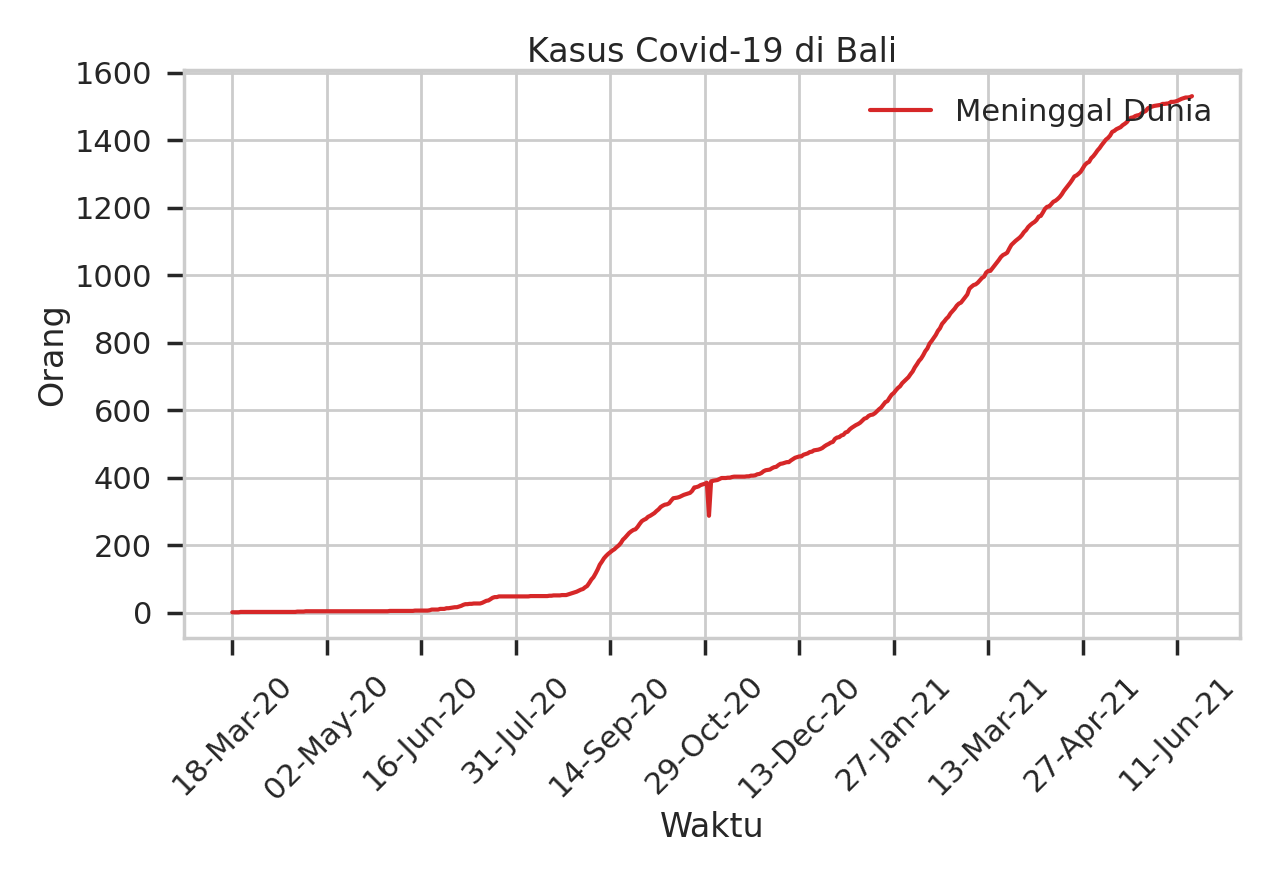 Kasus Covid-19 di Bali
Meninggal Dunia
Orang
1600
1400
1200
1000
800
600
400
200
0
18-Mar-20
02-May-20
16-Jun-20
31-Jul-20
14-Sep-20
29-Oct-20
13-Dec-20
27-Jan-21
13-Mar-21
27-Apr-21
11-Jun-21
Waktu